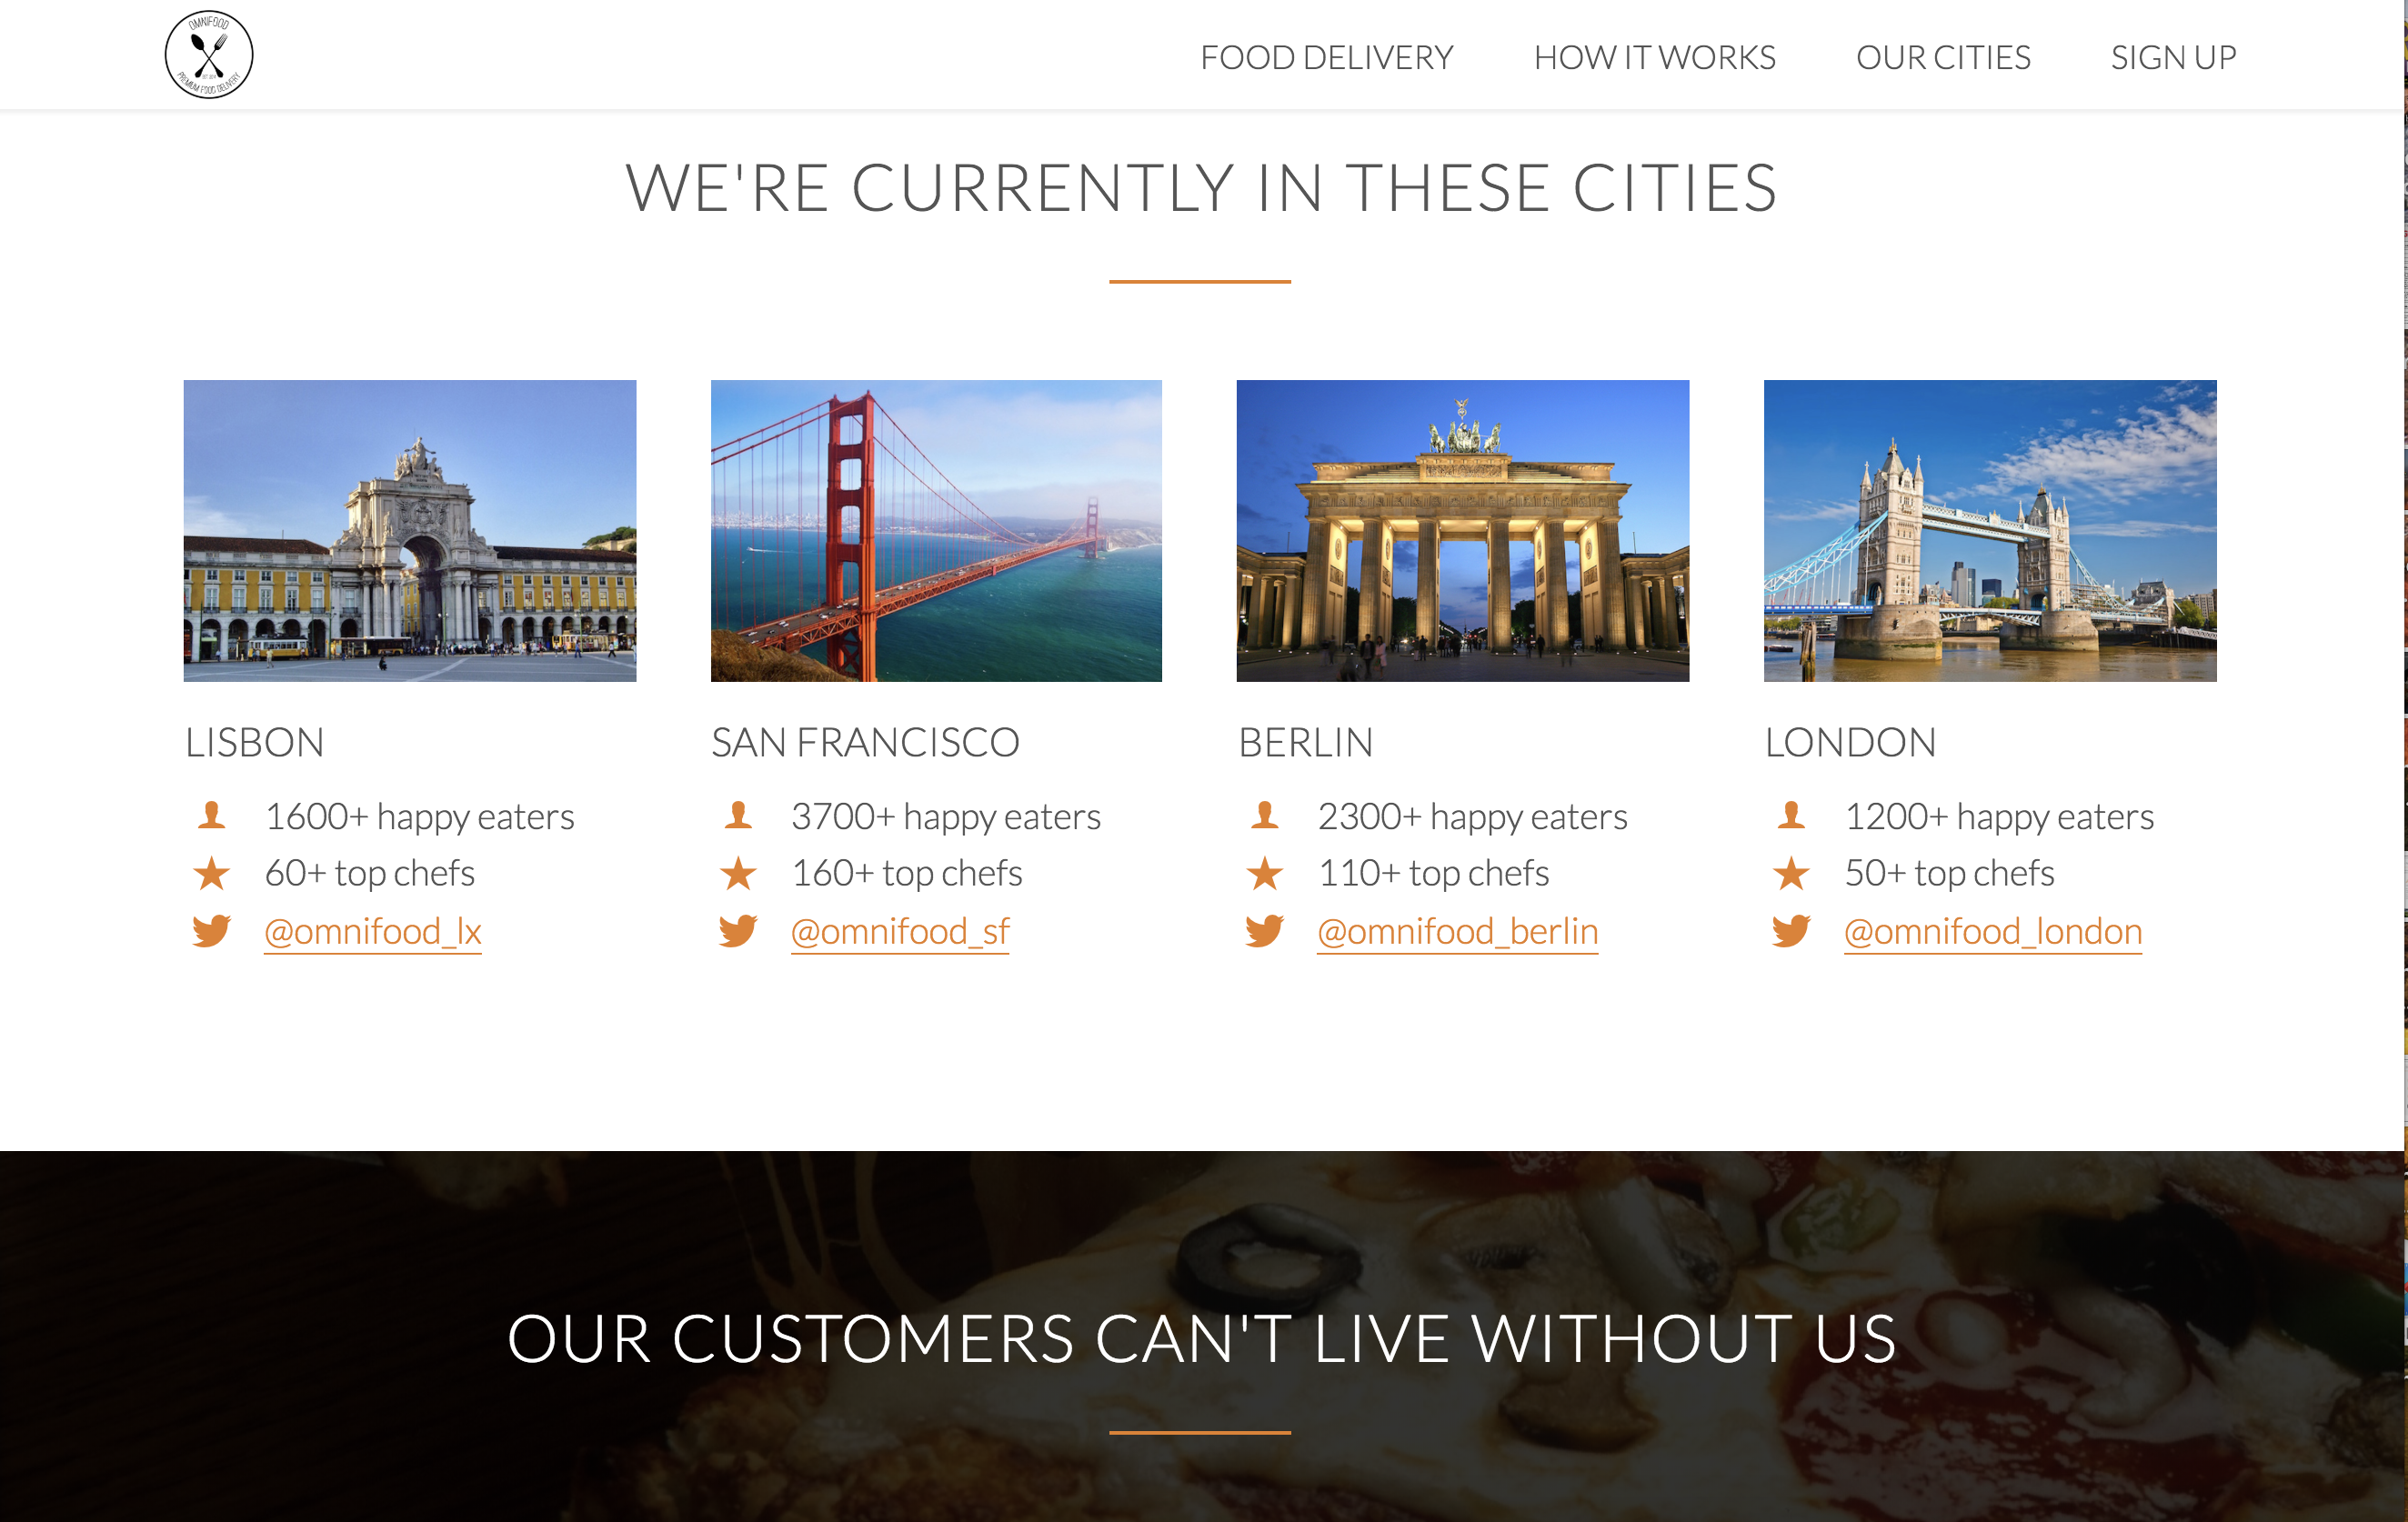 OMNIFOOD
PREMIUM FOOD DELIVERY
FOOD DELIVERY
HOW IT WORKS
OUR CITIES
SIGN UP
WE'RE CURRENTLY IN THESE CITIES
LISBON
1600+ happy eaters
60+ top chefs
@omnifood_lx
SAN FRANCISCO
3700+ happy eaters
160+ top chefs
@omnifood_sf
BERLIN
2300+ happy eaters
110+ top chefs
@omnifood_berlin
LONDON
1200+ happy eaters
50+ top chefs
@omnifood_london
OUR CUSTOMERS CAN'T LIVE WITHOUT US